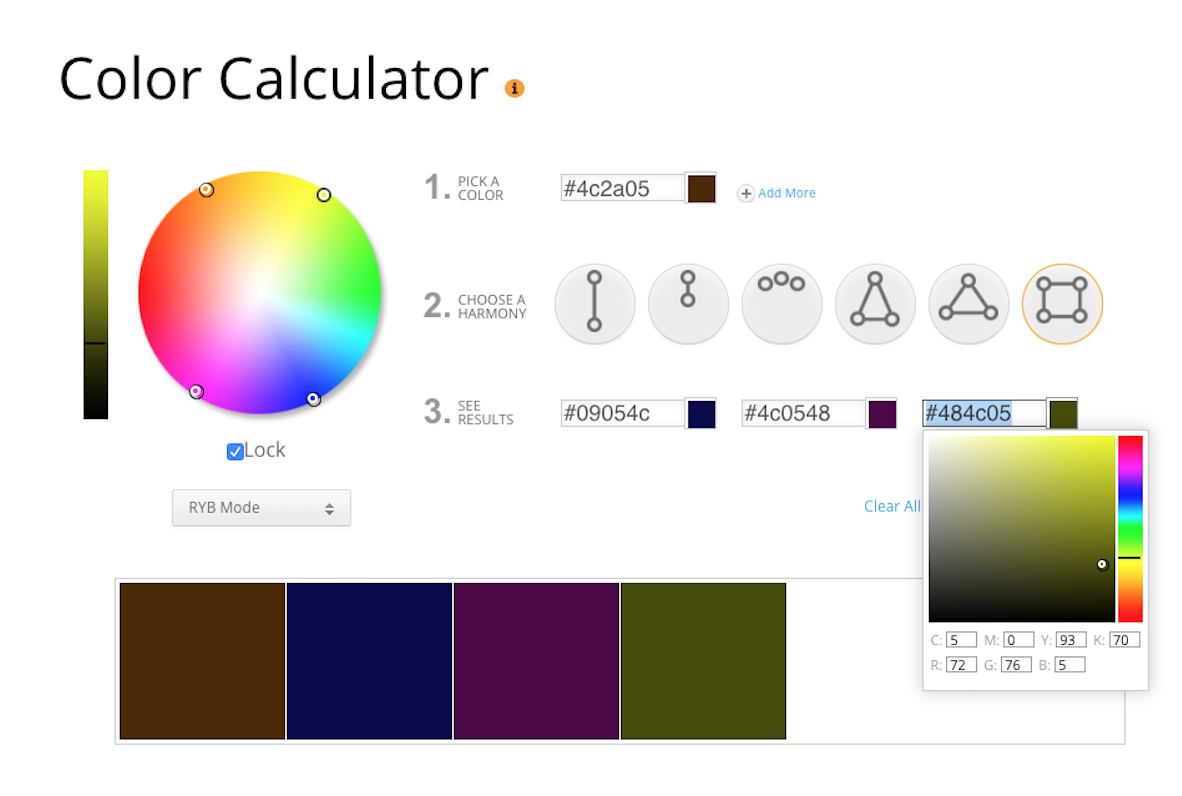 Color Calculator i
1. PICK A COLOR #4c2a05 Add More
2. CHOOSE A HARMONY
3. SEE RESULTS #09054c #4c0548 #484c05
Lock
RYB Mode
Clear All
C: 5 M: 0 Y: 93 K: 70
R: 72 G: 76 B: 5